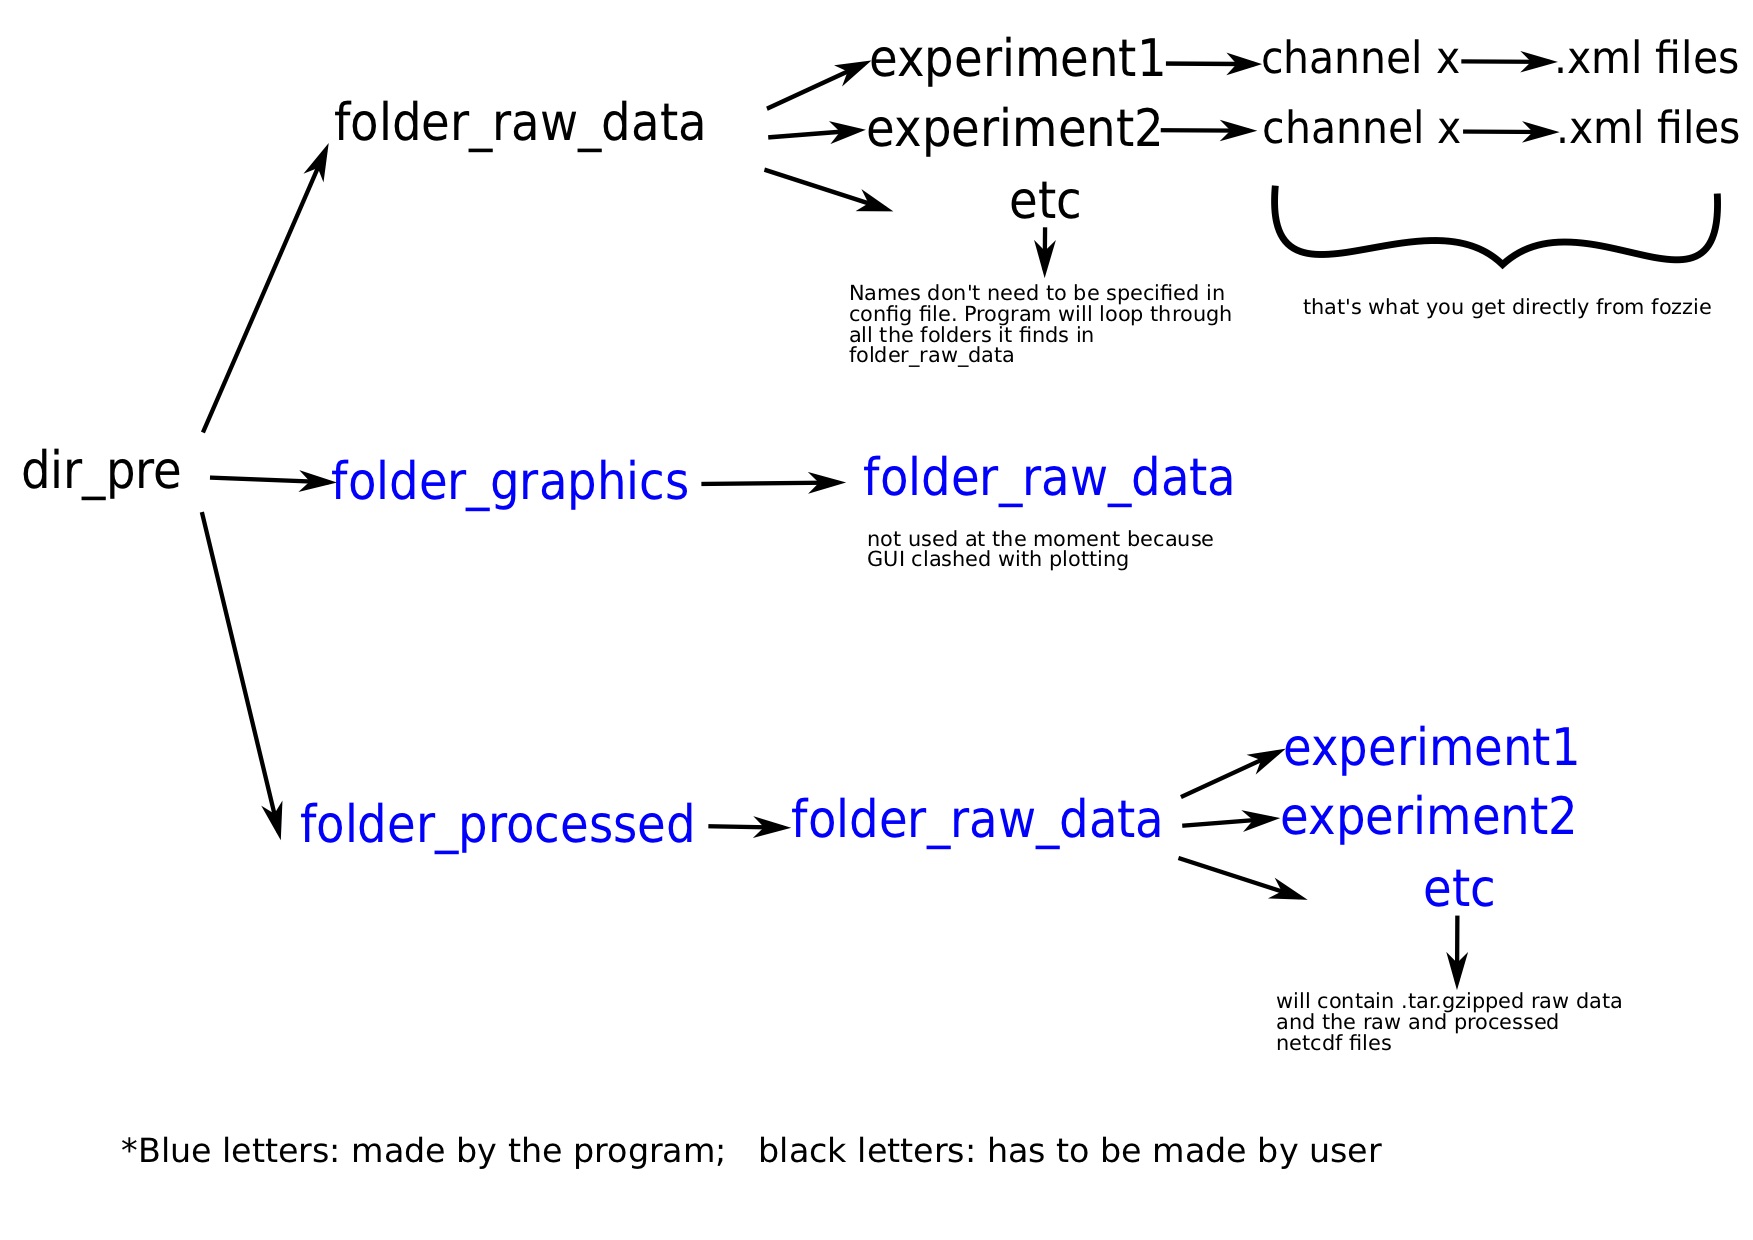 experiment1 channel x .xml files
folder_raw_data
experiment2 channel x .xml files
etc
Names don't need to be specified in
config file. Program will loop through
all the folders it finds in
folder_raw_data
that's what you get directly from fozzie
dir_pre
folder_graphics
folder_raw_data
not used at the moment because
GUI clashed with plotting
folder_processed
folder_raw_data
experiment1
experiment2
etc
will contain .tar.gzipped raw data
and the raw and processed
netcdf files
*Blue letters: made by the program;   black letters: has to be made by user